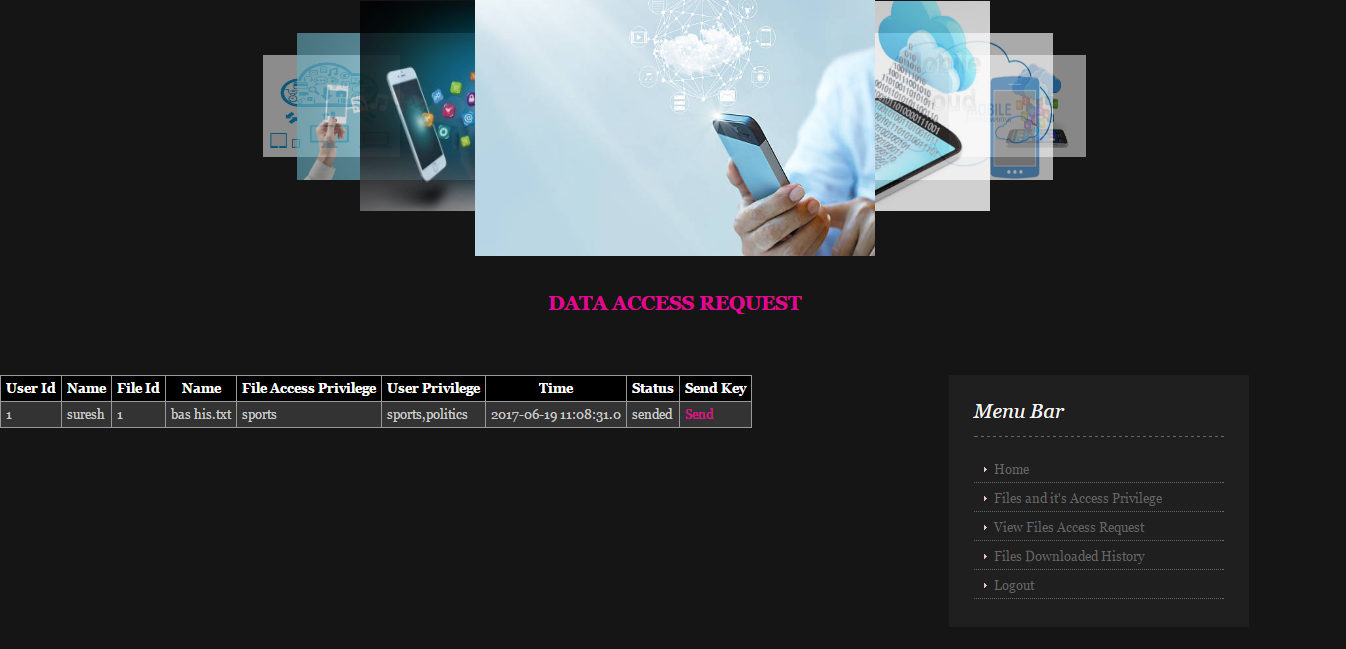 DATA ACCESS REQUEST
User Id Name File Id Name File Access Privilege User Privilege Time Status Send Key
1 suresh 1 bas his.txt sports sports,politics 2017-06-19 11:08:31.0 sended Send
Menu Bar
Home
Files and it's Access Privilege
View Files Access Request
Files Downloaded History
Logout